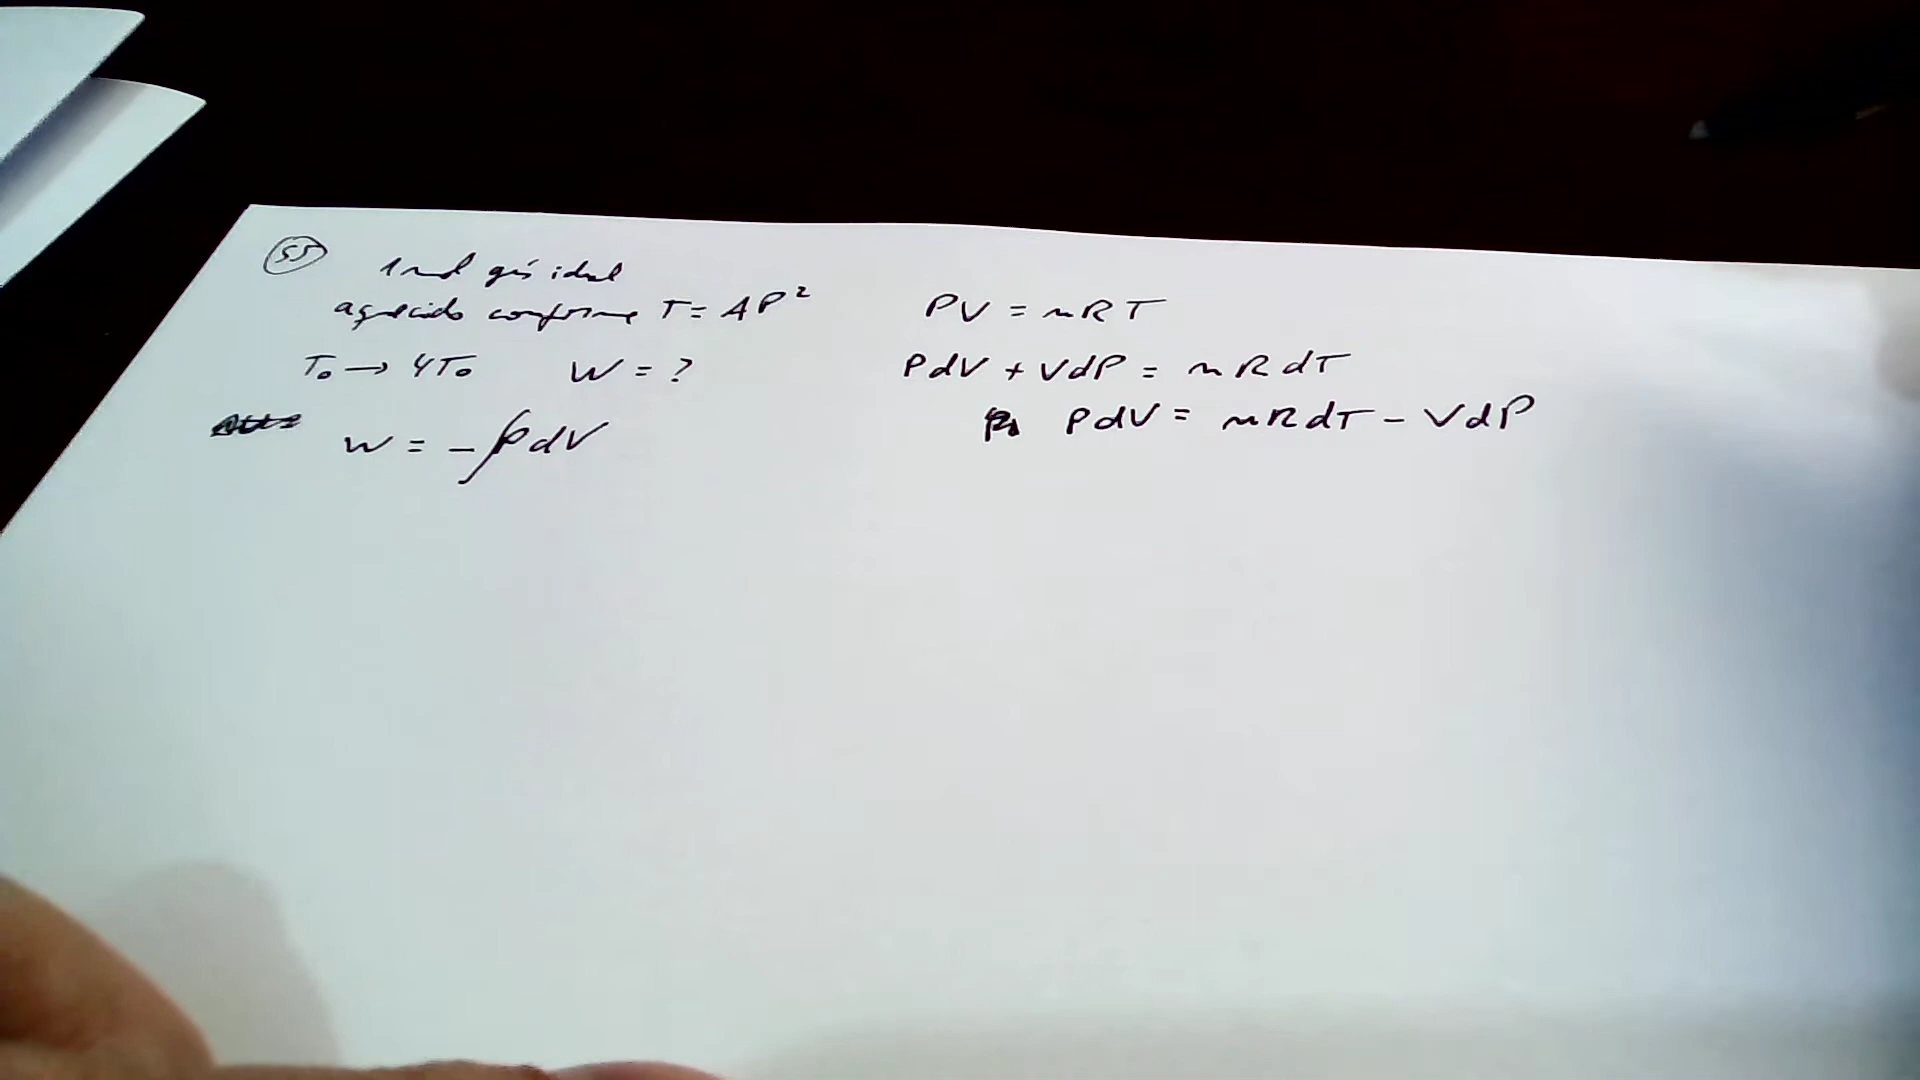 55 1 mol gás ideal
aquecido conforme T = AP²
T₀ → 4T₀ W = ?
W = -∫PdV
PV = nRT
PdV + VdP = nRdT
PdV = nRdT - VdP